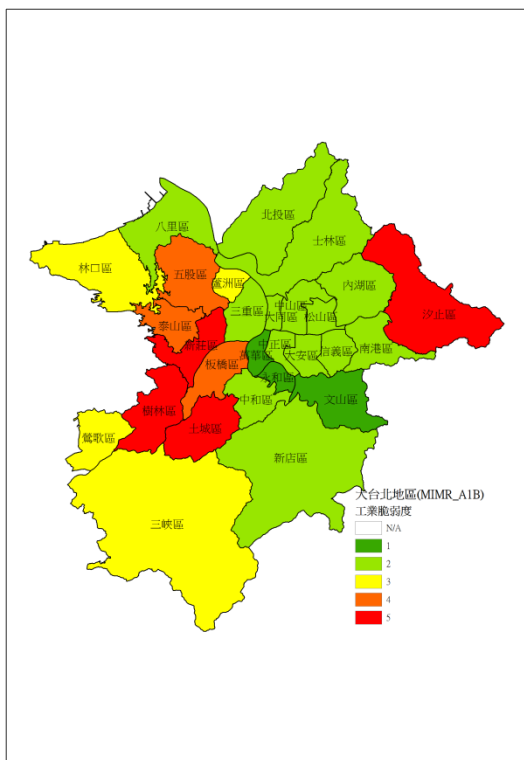 北投區
八里區
士林區
林口區
五股區
內湖區
蘆洲區
汐止區
三重區
中山區
大同區
松山區
泰山區
新莊區
中正區
南港區
萬華區
大安區
信義區
板橋區
永和區
文山區
樹林區
中和區
土城區
鶯歌區
新店區
三峽區
大台北地區(MIMR_A1B)
工業脆弱度
N/A
1
2
3
4
5